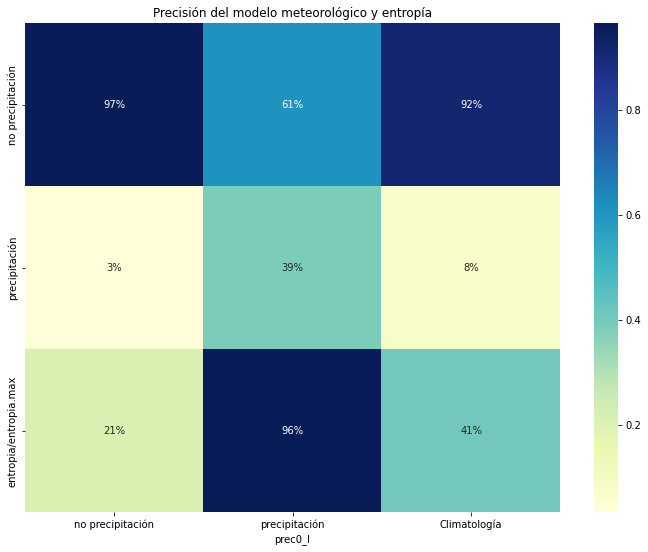 Precisión del modelo meteorológico y entropía
no precipitación
97%
61%
92%
0.8
0.6
precipitación
3%
39%
8%
0.4
entropia/entropia.max
21%
96%
41%
0.2
no precipitación
precipitación
Climatología
prec0_l